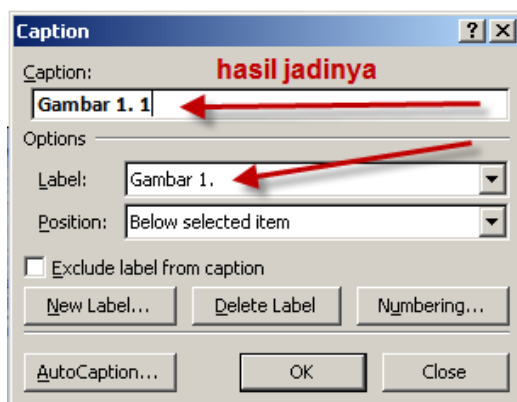 Caption
Caption: hasil jadinya
Gambar 1. 1
Options
Label: Gambar 1.
Position: Below selected item
Exclude label from caption
New Label... Delete Label Numbering...
AutoCaption... OK Close